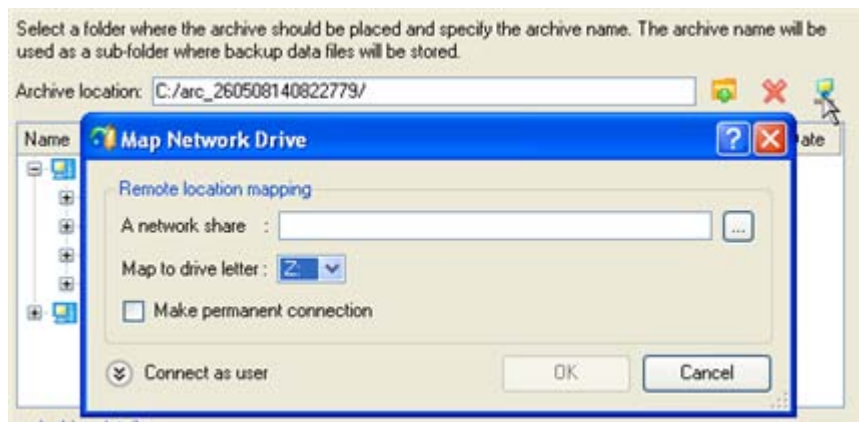 Select a folder where the archive should be placed and specify the archive name. The archive name will be
used as a sub-folder where backup data files will be stored.
Archive location: C:/arc_260508140822779/
Name
ate
Map Network Drive
?
Remote location mapping
A network share :
...
Map to drive letter : Z:
Make permanent connection
Connect as user
OK
Cancel